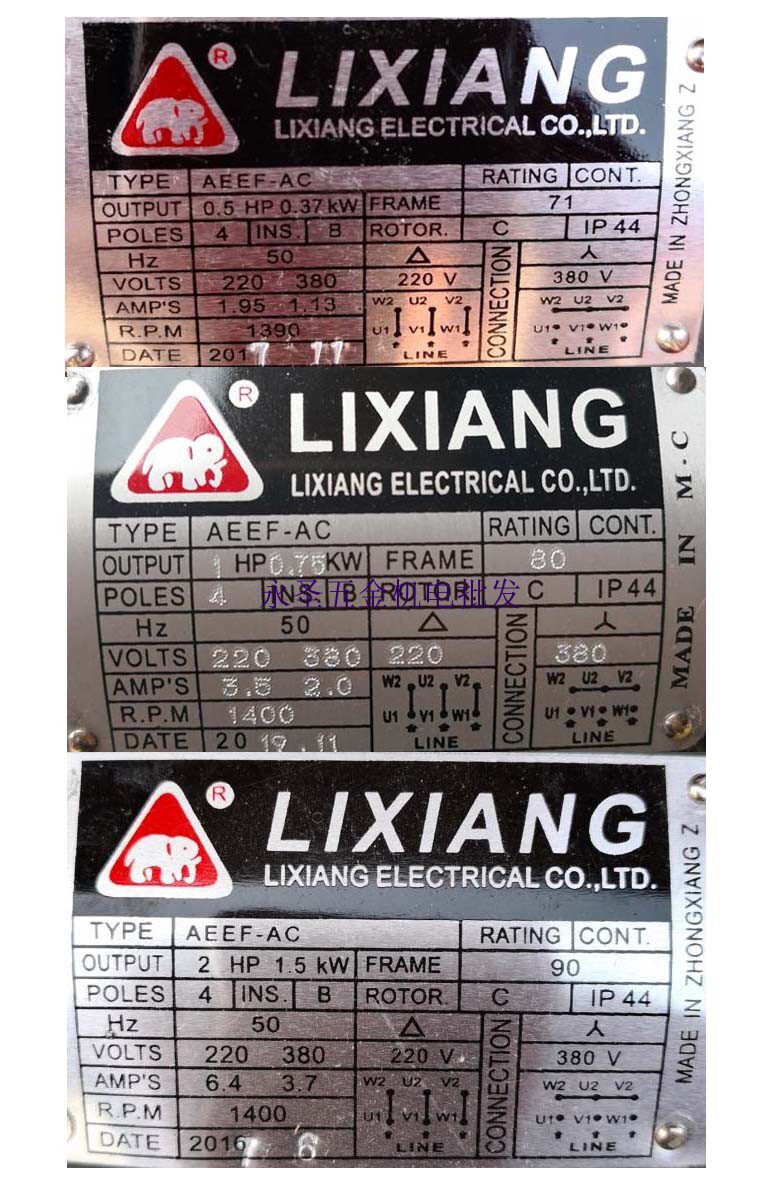 ® LIXIANG
LIXIANG ELECTRICAL CO.,LTD.
TYPE AEEF-AC RATING CONT.
OUTPUT 0.5 HP 0.37 kW FRAME 71
POLES 4 INS. B ROTOR. C IP 44
Hz 50 △ 人
VOLTS 220 380 220 V CONNECTION 380 V
AMP'S 1.95 1.13 W2 U2 V2 W2 U2 V2
R.P.M 1390 U1 V1 W1 U1 V1 W1
DATE 2017 11 LINE LINE
MADE IN ZHONGXIANG Z
® LIXIANG
LIXIANG ELECTRICAL CO.,LTD.
TYPE AEEF-AC RATING CONT.
OUTPUT 1 HP 0.75 KW FRAME 80
POLES 4 INS B ROTOR. C IP44
永圣五金机电批发
Hz 50 △ 人
VOLTS 220 380 220 CONNECTION 380
AMP'S 3.5 2.0 W2 U2 V2 W2 U2 V2
R.P.M 1400 U1 V1 W1 U1 V1 W1
DATE 20 19.11 LINE LINE
MADE IN M.C
® LIXIANG
LIXIANG ELECTRICAL CO.,LTD.
TYPE AEEF-AC RATING CONT.
OUTPUT 2 HP 1.5 kW FRAME 90
POLES 4 INS. B ROTOR. C IP 44
Hz 50 △ 人
VOLTS 220 380 220 V CONNECTION 380 V
AMP'S 6.4 3.7 W2 U2 V2 W2 U2 V2
R.P.M 1400 U1 V1 W1 U1 V1 W1
DATE 2016 6 LINE LINE
MADE IN ZHONGXIANG Z